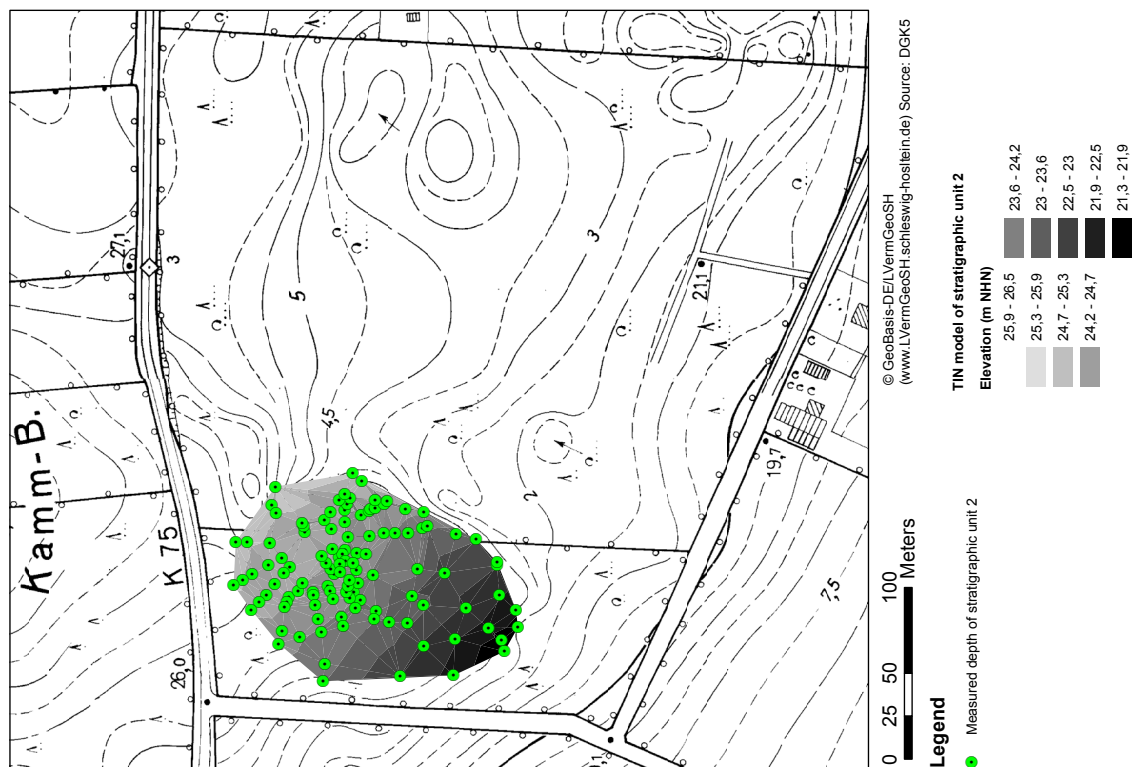 Kamm-B.
K 75
26,0
27,1
3
5
4,5
3
2
21,1
19,7
7,5
© GeoBasis-DE/LVermGeoSH
(www.LVermGeoSH.schleswig-hosltein.de) Source: DGK5
0 25 50 100
Meters
Legend
Measured depth of stratigraphic unit 2
TIN model of stratigraphic unit 2
Elevation (m NHN)
25,9 - 26,5
25,3 - 25,9
24,7 - 25,3
24,2 - 24,7
23,6 - 24,2
23 - 23,6
22,5 - 23
21,9 - 22,5
21,3 - 21,9